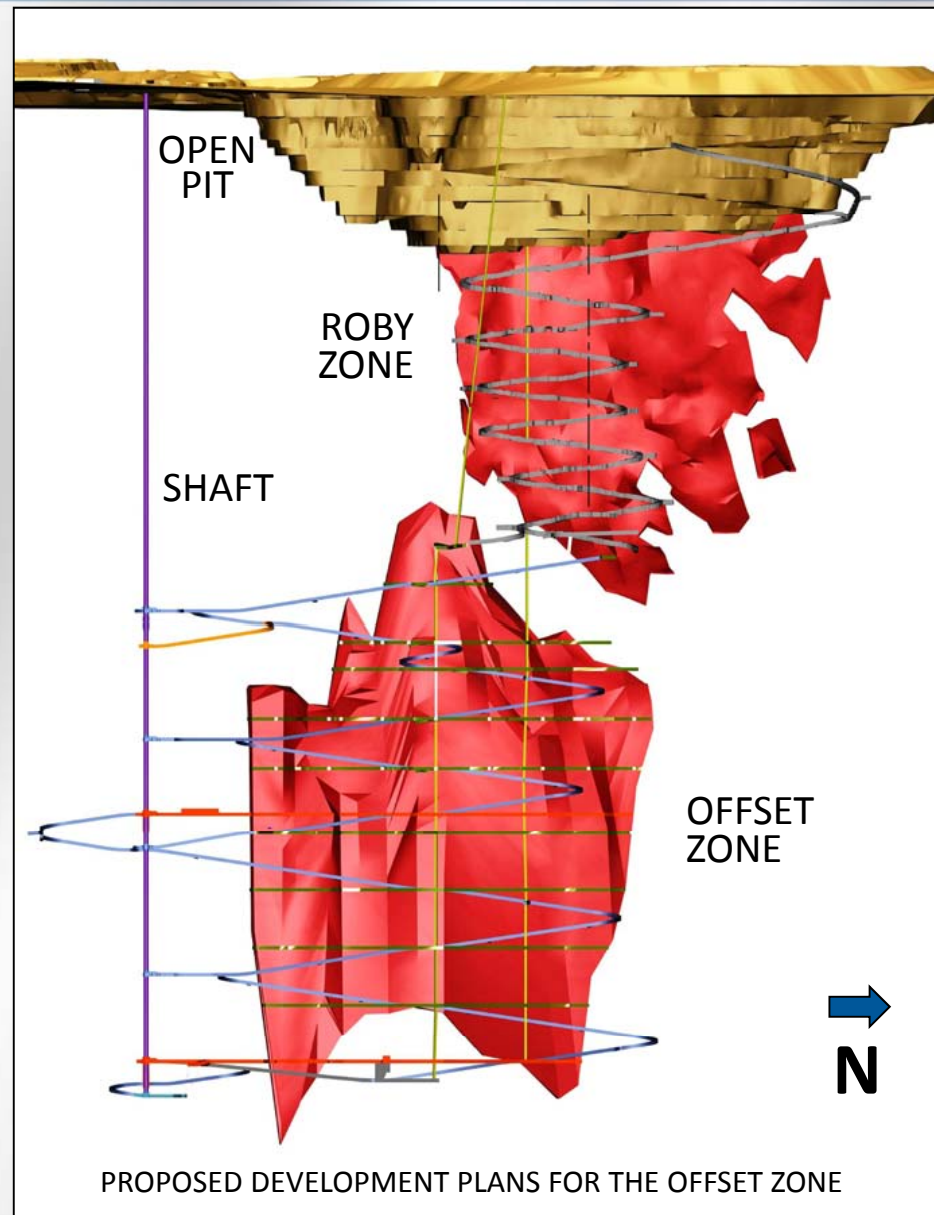 OPEN
PIT
ROBY
ZONE
SHAFT
OFFSET
ZONE
N
PROPOSED DEVELOPMENT PLANS FOR THE OFFSET ZONE